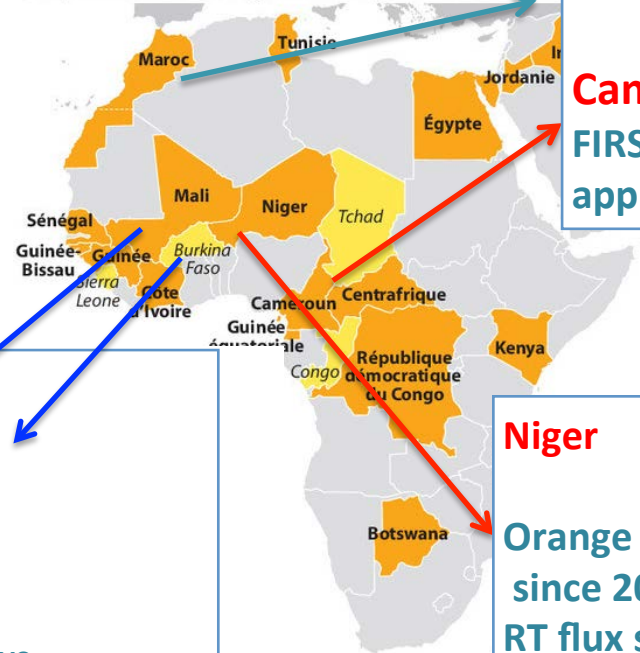 Tunisie
Maroc
Jordanie
Égypte
Can
FIRS
app
Mali
Niger
Tchad
Sénégal
Guinée-
Bissau
Guinée
Burkina
Faso
Sierra
Leone
Côte
d'Ivoire
Cameroun
Centrafrique
Guinée
équatoriale
Congo
République
démocratique
du Congo
Kenya
Botswana
Niger
Orange
since 20
RT flux s